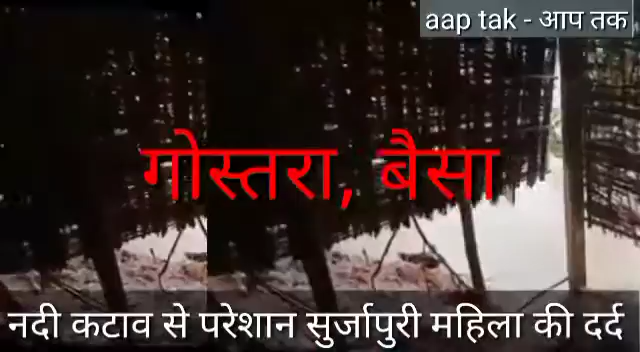 aap tak - आप तक
गोस्तरा, बैसा
नदी कटाव से परेशान सुर्जापुरी महिला की दर्द